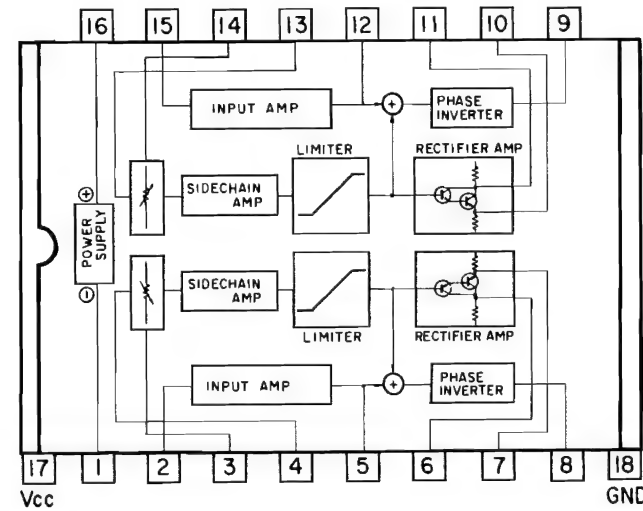 16 15 14 13 12 11 10 9
INPUT AMP
+
PHASE
INVERTER
LIMITER
RECTIFIER AMP
SIDECHAIN
AMP
+
POWER
SUPPLY
−
SIDECHAIN
AMP
LIMITER
RECTIFIER AMP
INPUT AMP
+
PHASE
INVERTER
17 1 2 3 4 5 6 7 8 18
Vcc GND